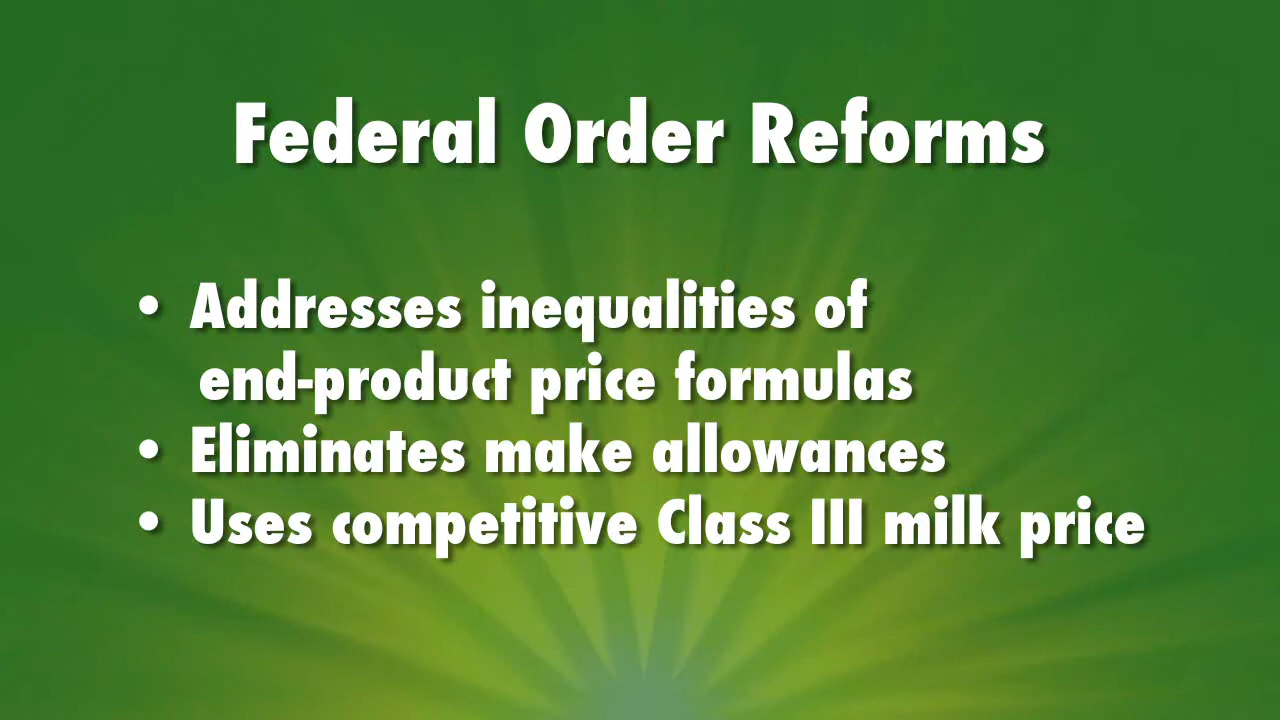 Federal Order Reforms
• Addresses inequalities of
end-product price formulas
• Eliminates make allowances
• Uses competitive Class III milk price